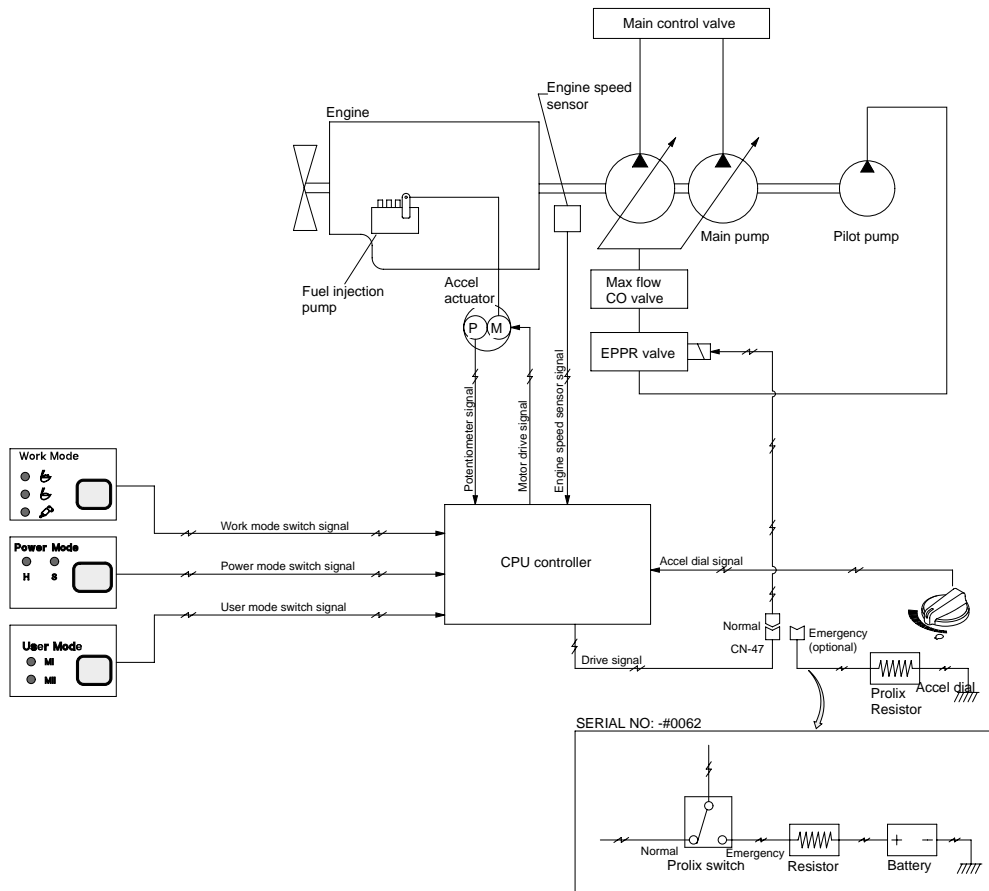 Main control valve
Engine speed
sensor
Engine
Main pump
Pilot pump
Fuel injection
pump
Accel
actuator
Max flow
CO valve
P
M
EPPR valve
Potentiometer signal
Motor drive signal
Engine speed sensor signal
Work Mode
Work mode switch signal
Power Mode
H
S
Power mode switch signal
CPU controller
Accel dial signal
User mode switch signal
User Mode
MI
MII
Normal
CN-47
Emergency
(optional)
Drive signal
Prolix
Resistor
Accel dial
SERIAL NO: -#0062
Normal
Emergency
Prolix switch
Resistor
+
-
Battery